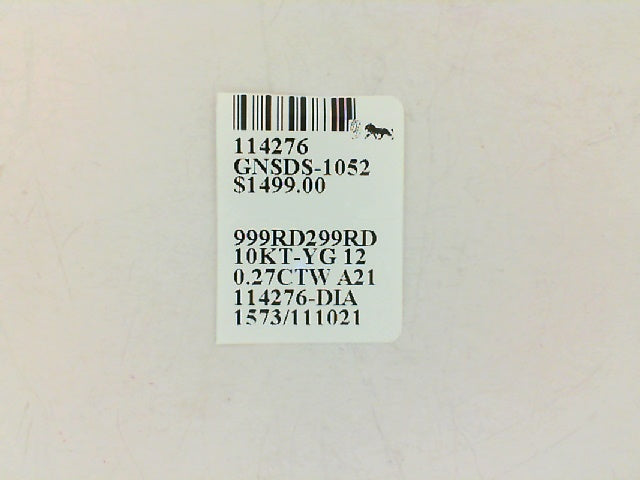 114276
GNSDS-1052
$1499.00
999RD299RD
10KT-YG 12
0.27CTW A21
114276-DIA
1573/111021